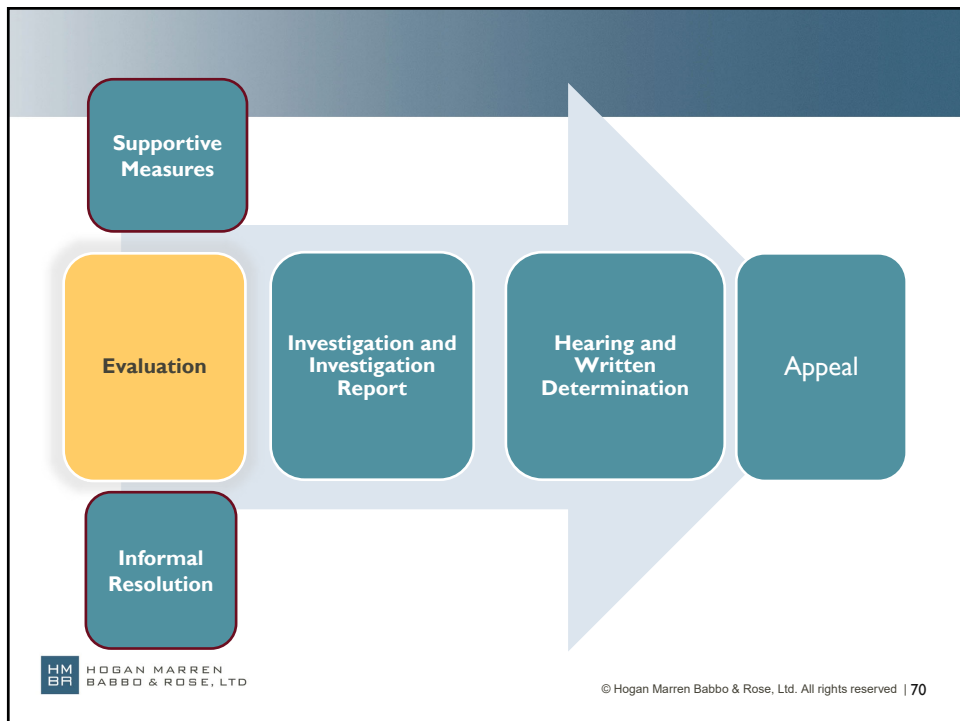 Supportive
Measures
Evaluation
Investigation and
Investigation
Report
Hearing and
Written
Determination
Appeal
Informal
Resolution
HM
BR
HOGAN MARREN
BABBO & ROSE, LTD
© Hogan Marren Babbo & Rose, Ltd. All rights reserved | 70